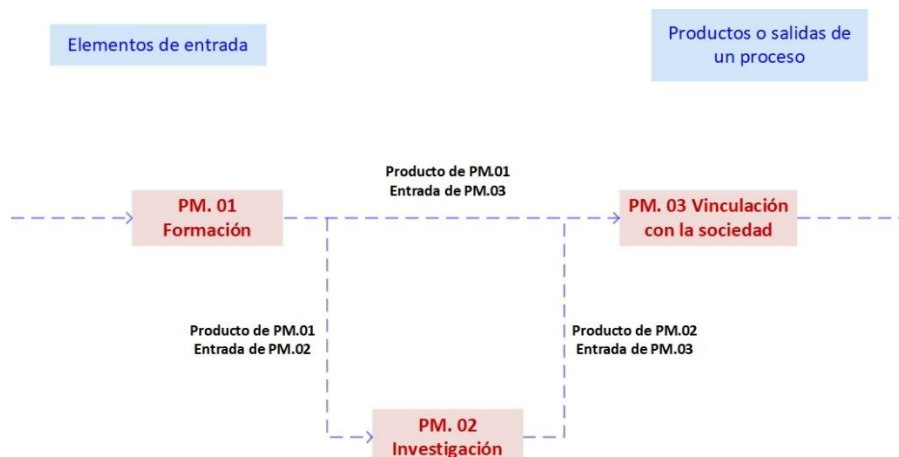 Elementos de entrada
Productos o salidas de
un proceso
Producto de PM.01
Entrada de PM.03
PM. 01
Formación
PM. 03 Vinculación
con la sociedad
Producto de PM.01
Entrada de PM.02
Producto de PM.02
Entrada de PM.03
PM. 02
Investigación